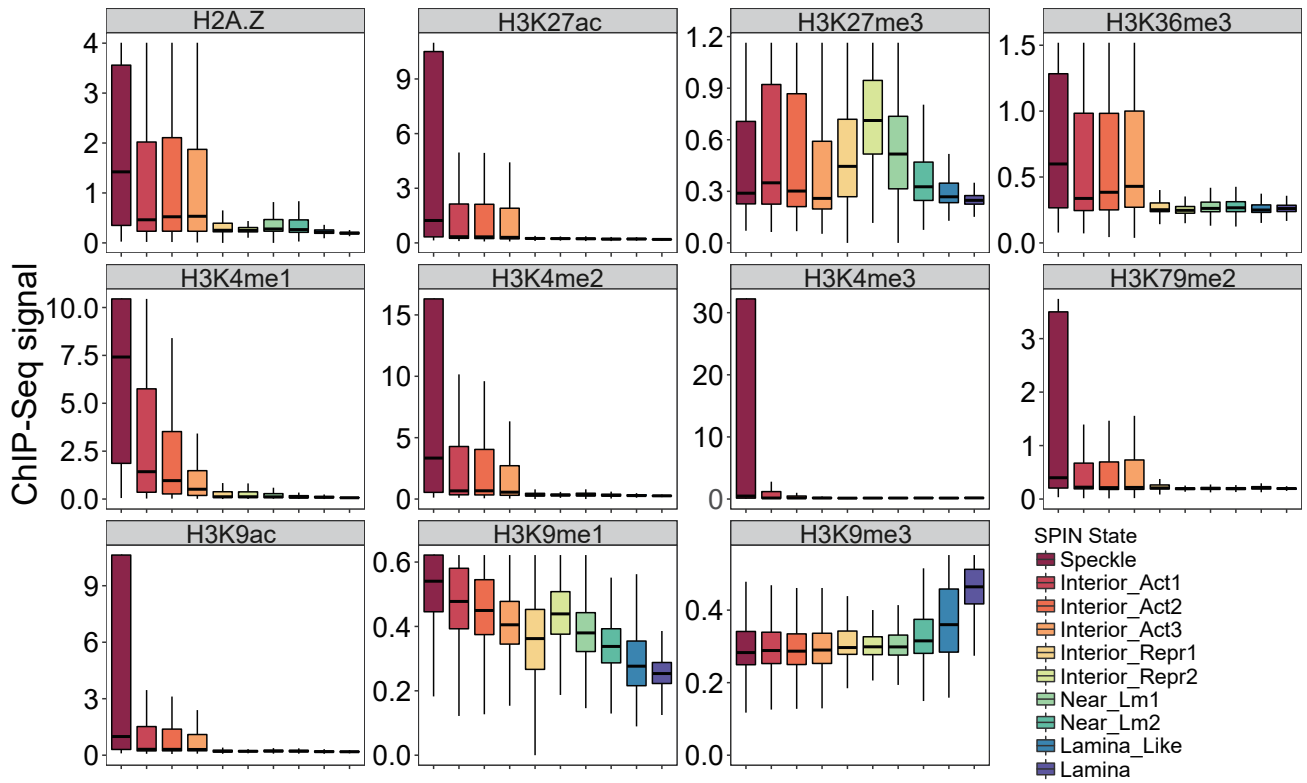 H2A.Z
H3K27ac
H3K27me3
H3K36me3
4
3
2
1
0
9
6
3
0
1.2
0.9
0.6
0.3
0.0
1.5
1.0
0.5
0.0
ChIP-Seq signal
H3K4me1
H3K4me2
H3K4me3
H3K79me2
10.0
7.5
5.0
2.5
0.0
15
10
5
0
30
20
10
0
3
2
1
0
H3K9ac
H3K9me1
H3K9me3
9
6
3
0
0.6
0.4
0.2
0.0
0.4
0.2
0.0
SPIN State
Speckle
Interior_Act1
Interior_Act2
Interior_Act3
Interior_Repr1
Interior_Repr2
Near_Lm1
Near_Lm2
Lamina_Like
Lamina